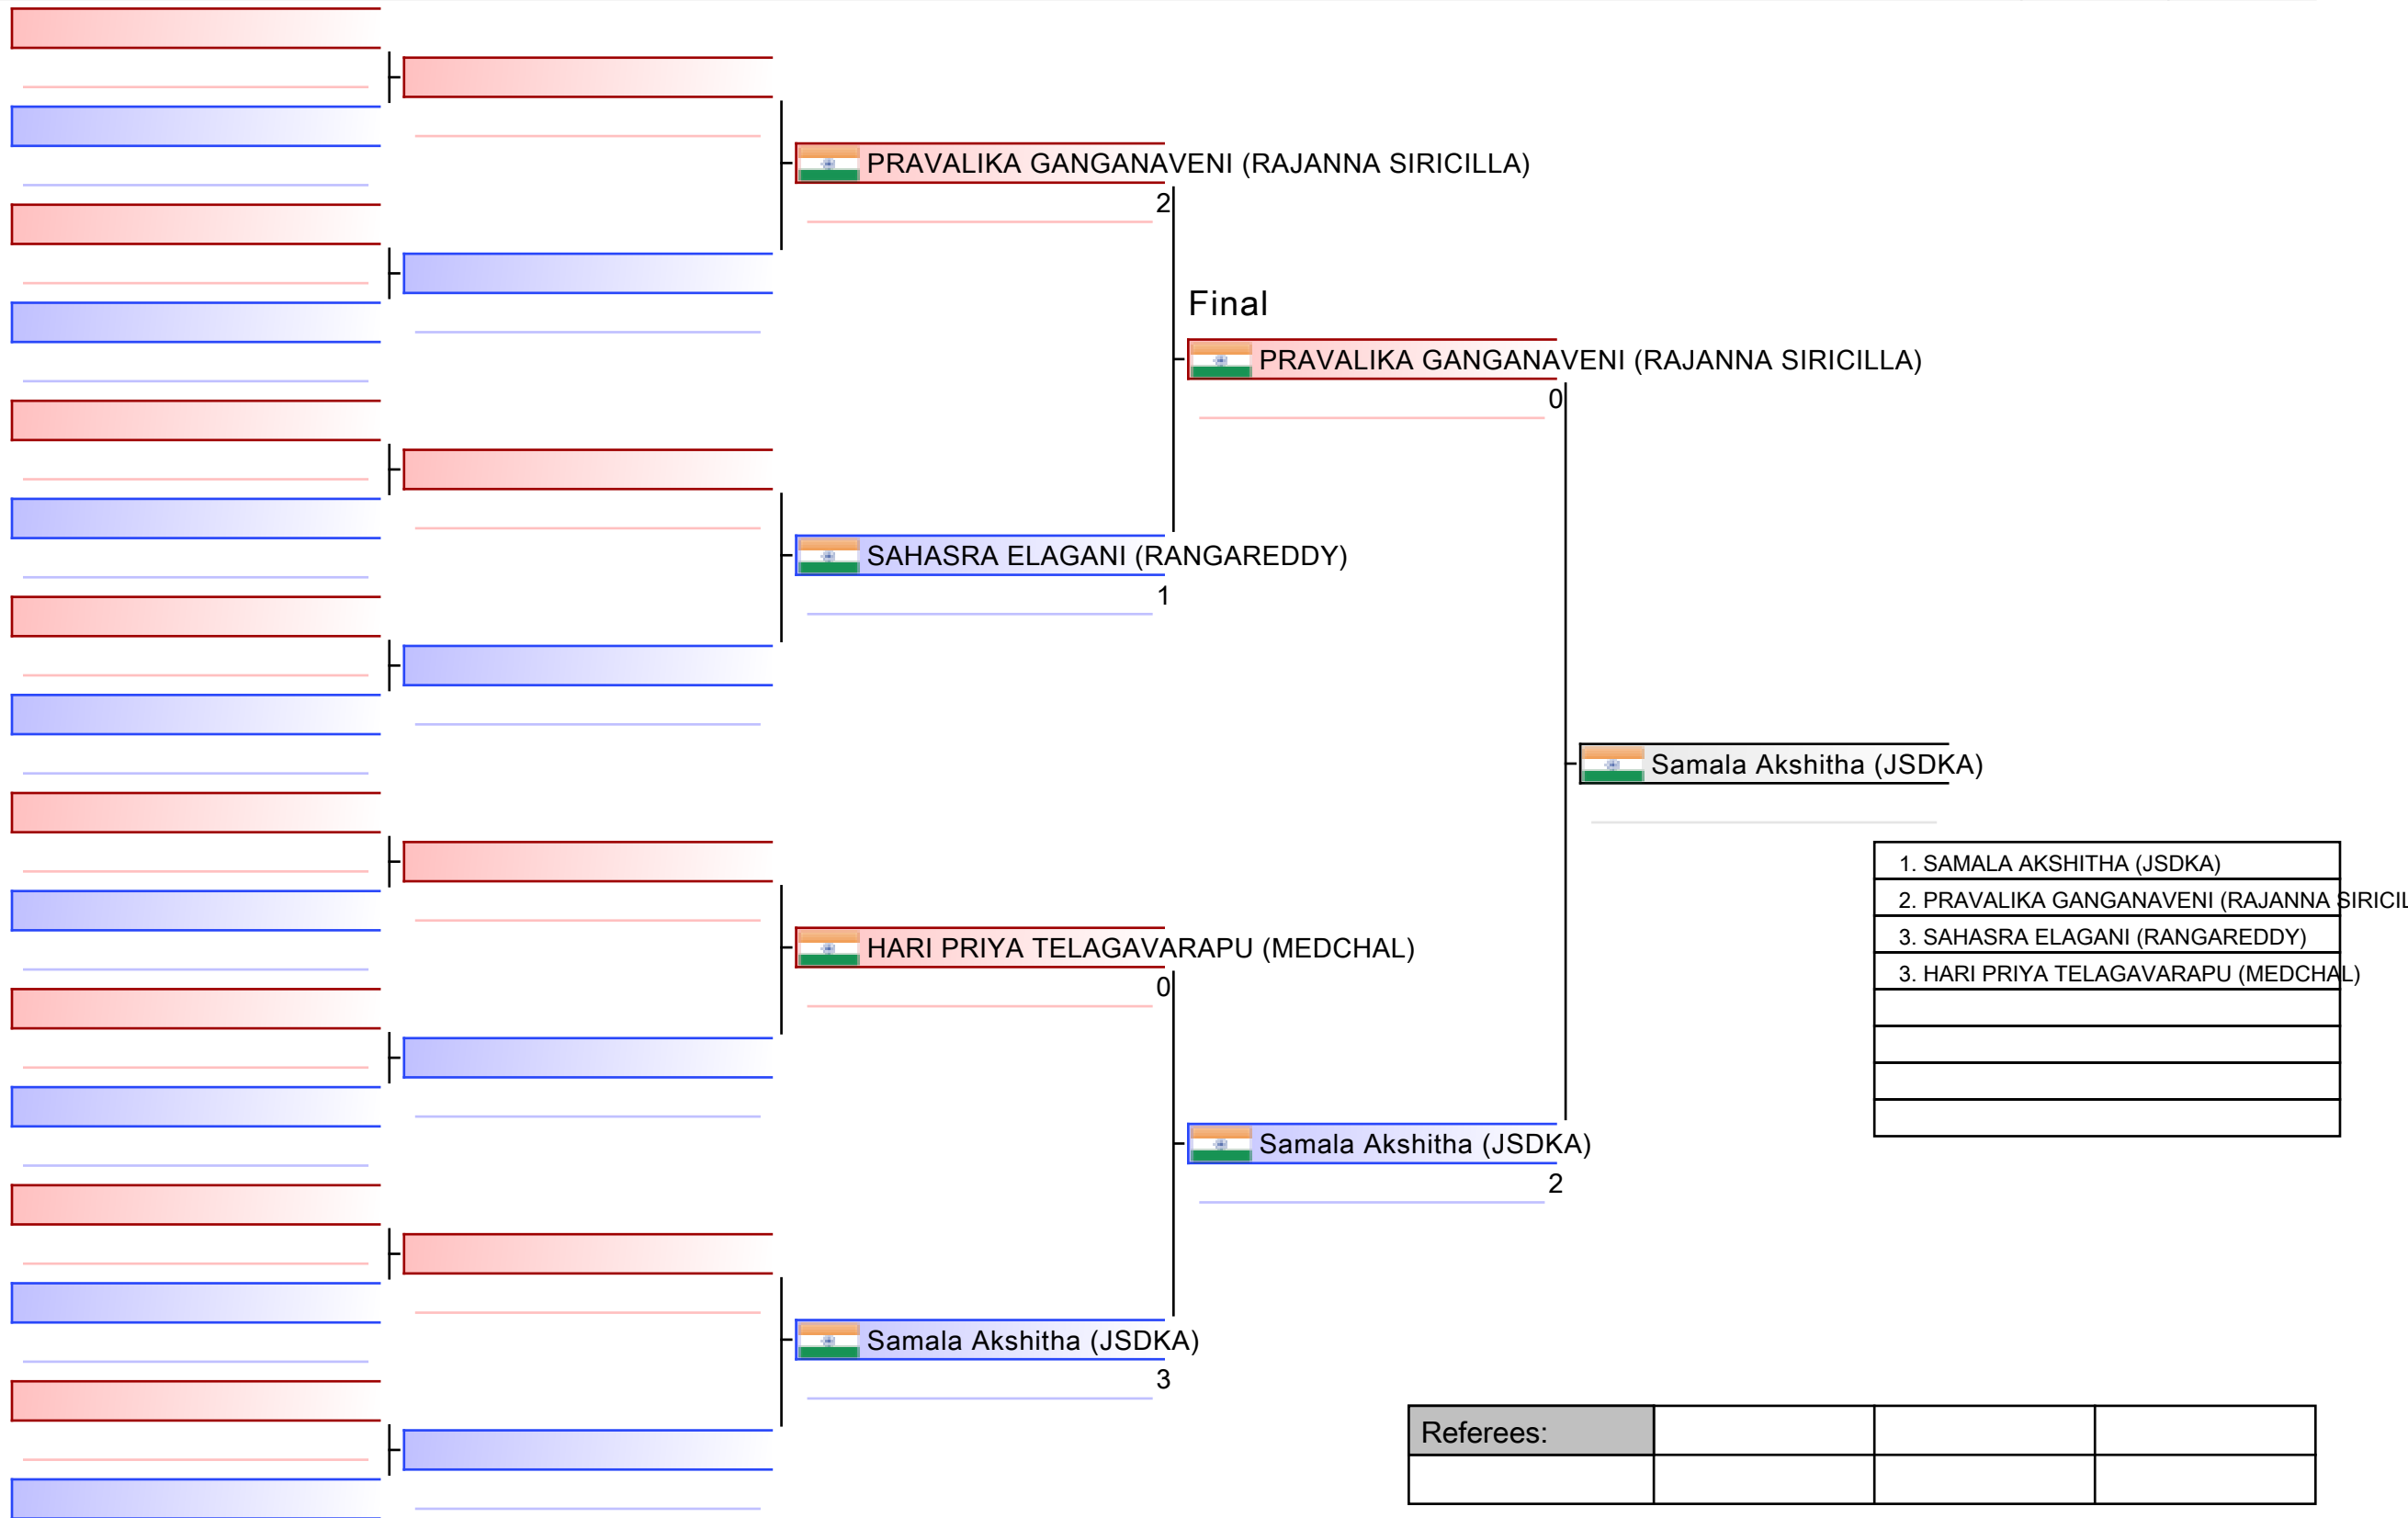 PRAVALIKA GANGANAVENI (RAJANNA SIRICILLA)
2
Final
PRAVALIKA GANGANAVENI (RAJANNA SIRICILLA)
0
SAHASRA ELAGANI (RANGAREDDY)
1
Samala Akshitha (JSDKA)
1. SAMALA AKSHITHA (JSDKA)
2. PRAVALIKA GANGANAVENI (RAJANNA SIRICIL
3. SAHASRA ELAGANI (RANGAREDDY)
3. HARI PRIYA TELAGAVARAPU (MEDCHAL)
HARI PRIYA TELAGAVARAPU (MEDCHAL)
0
Samala Akshitha (JSDKA)
2
Samala Akshitha (JSDKA)
3
Referees: